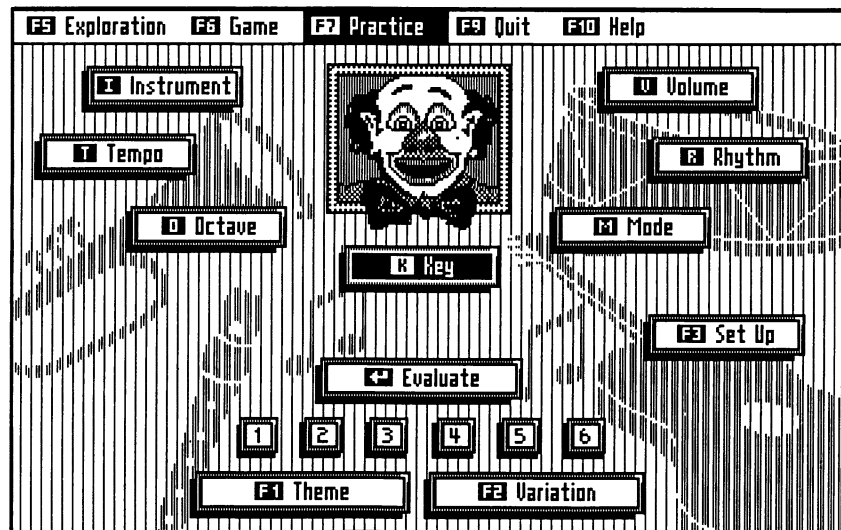 F5 Exploration F6 Game F7 Practice F9 Quit F10 Help
I Instrument
V Volume
T Tempo
R Rhythm
O Octave
M Mode
K Key
F3 Set Up
↵ Evaluate
1 2 3 4 5 6
F1 Theme F2 Variation